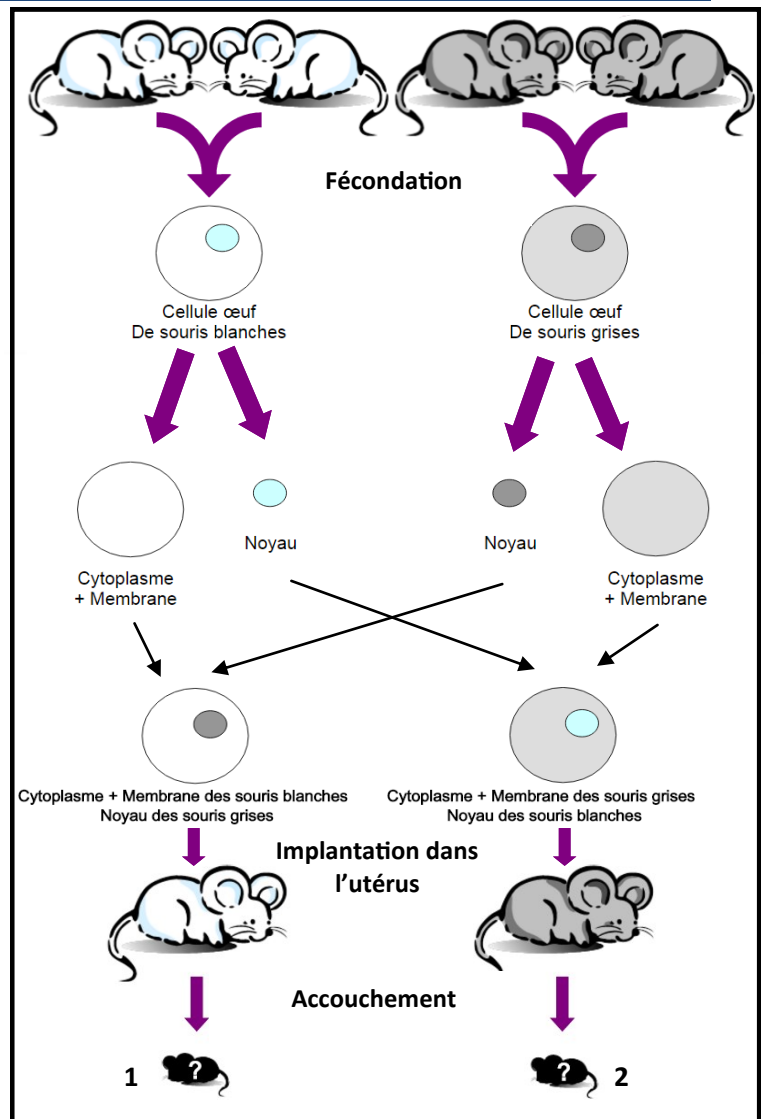 Fécondation
Cellule œuf
De souris blanches
Cellule œuf
De souris grises
Noyau
Noyau
Cytoplasme
+ Membrane
Cytoplasme
+ Membrane
Cytoplasme + Membrane des souris blanches
Noyau des souris grises
Cytoplasme + Membrane des souris grises
Noyau des souris blanches
Implantation dans
l'utérus
Accouchement
1 ?
? 2